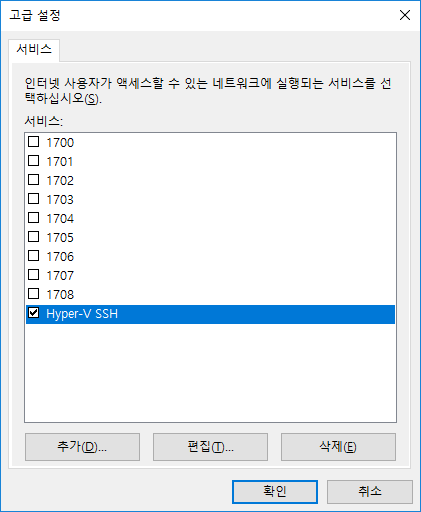 고급 설정
서비스
인터넷 사용자가 액세스할 수 있는 네트워크에 실행되는 서비스를 선
택하십시오(S).
서비스:
1700
1701
1702
1703
1704
1705
1706
1707
1708
Hyper-V SSH
추가(D)... 편집(T)... 삭제(E)
확인 취소